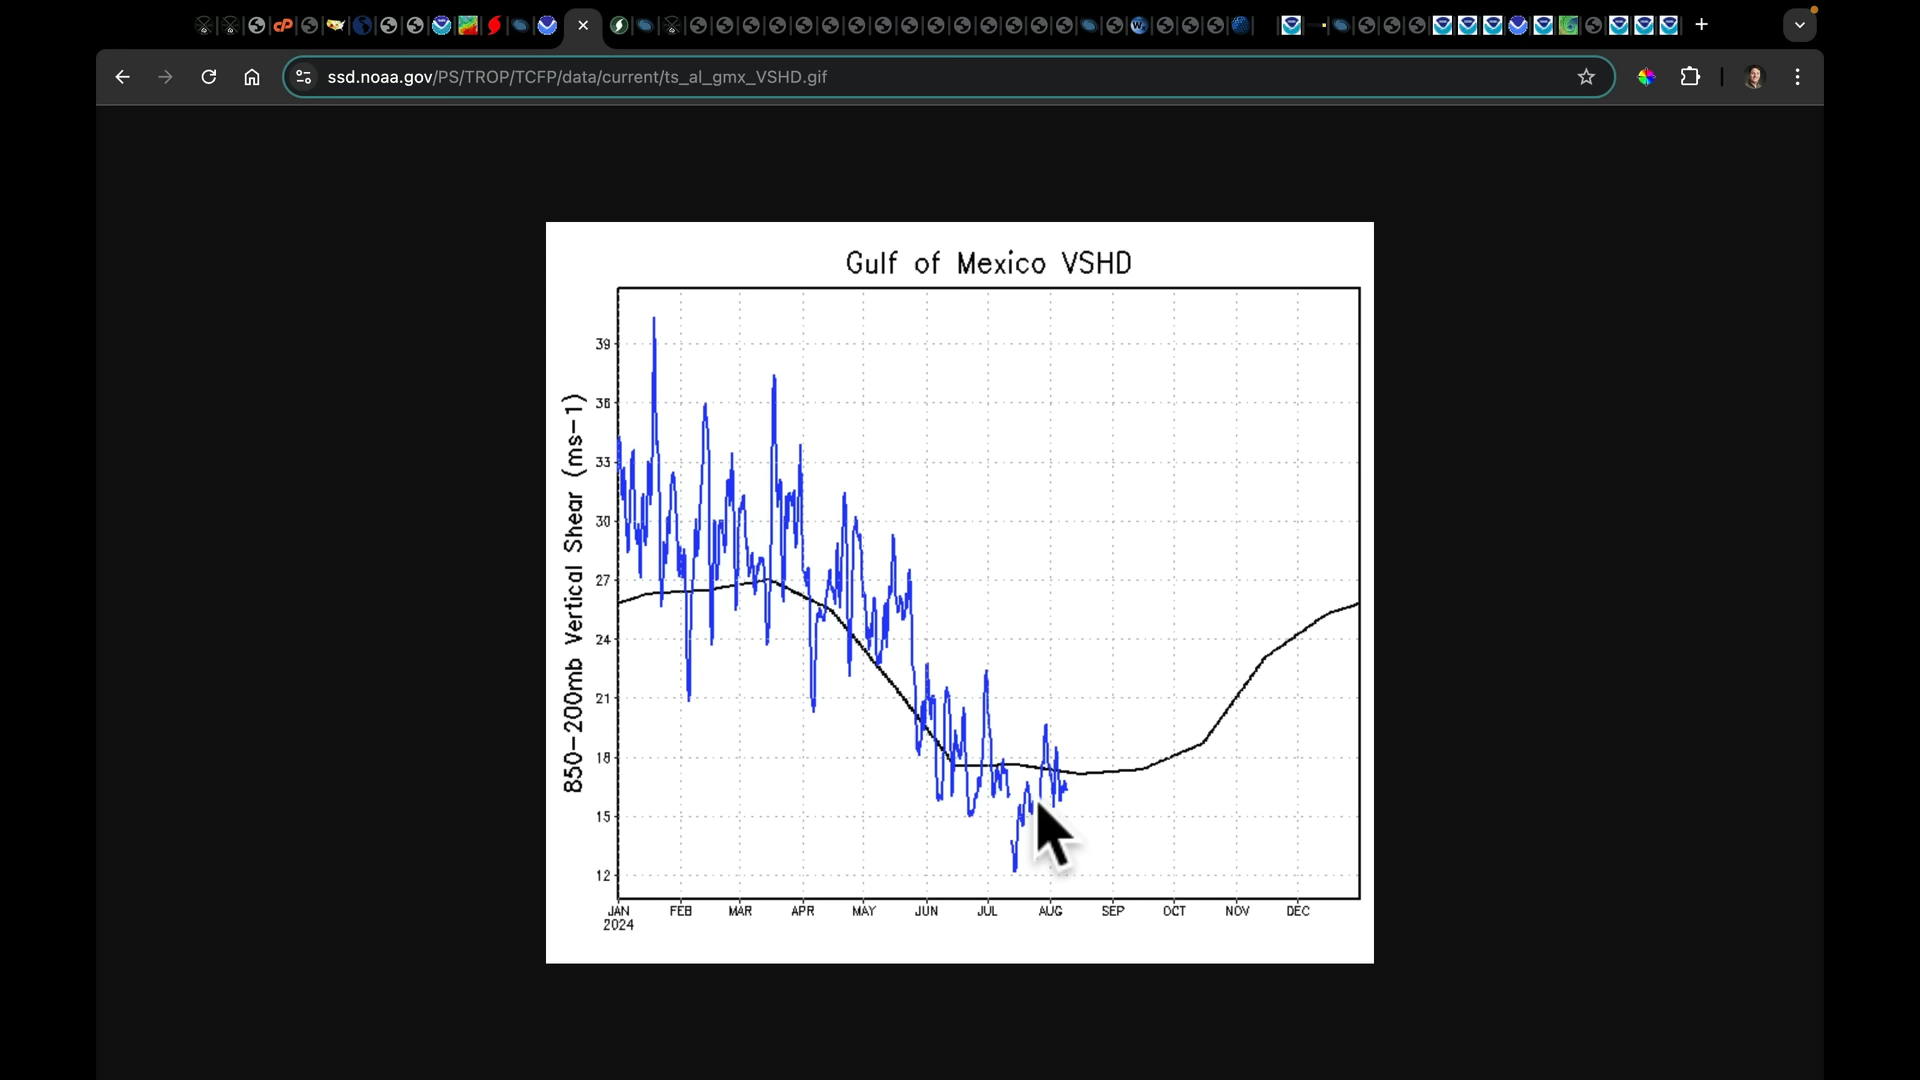 ssd.noaa.gov/PS/TROP/TCFP/data/current/ts_al_gmx_VSHD.gif
Gulf of Mexico VSHD
850-200mb Vertical Shear (ms-1)
39
36
33
30
27
24
21
18
15
12
JAN FEB MAR APR MAY JUN JUL AUG SEP OCT NOV DEC
2024